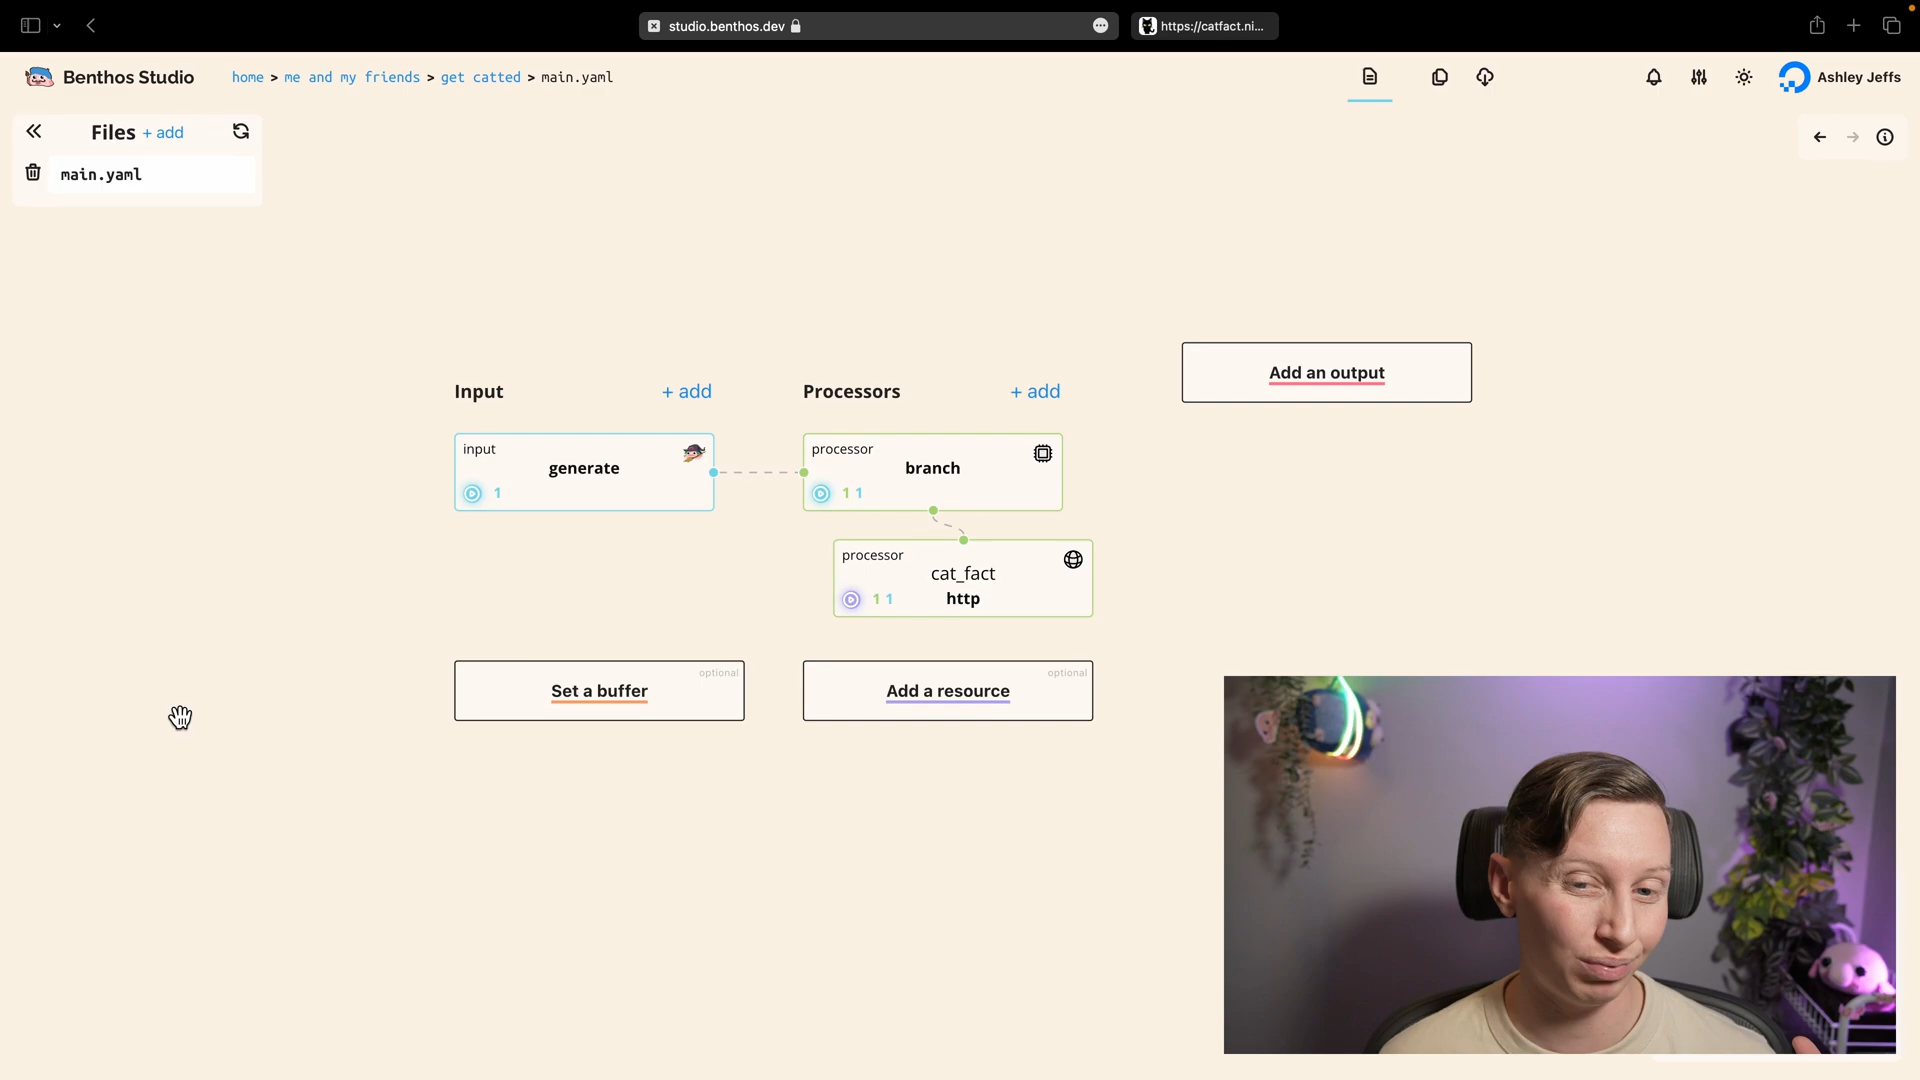 studio.benthos.dev
https://catfact.ni...
Benthos Studio
home > me and my friends > get catted > main.yaml
Ashley Jeffs
Files + add
main.yaml
Add an output
Input + add
Processors + add
input
generate
1
processor
branch
1 1
processor
cat_fact
http
1 1
optional
Set a buffer
optional
Add a resource